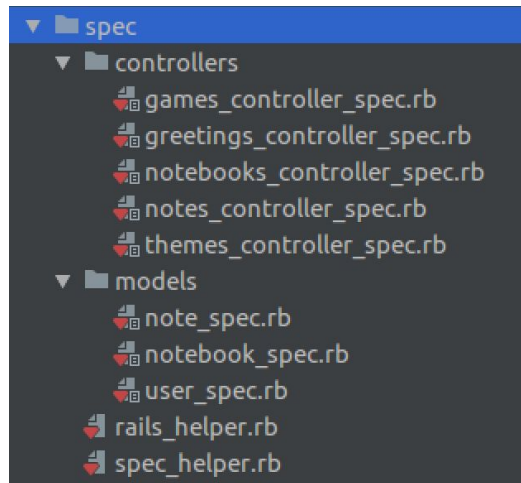 spec
controllers
games_controller_spec.rb
greetings_controller_spec.rb
notebooks_controller_spec.rb
notes_controller_spec.rb
themes_controller_spec.rb
models
note_spec.rb
notebook_spec.rb
user_spec.rb
rails_helper.rb
spec_helper.rb